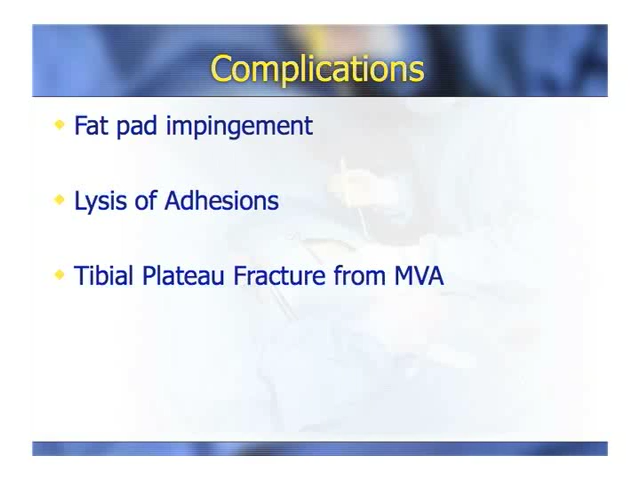 Complications
Fat pad impingement
Lysis of Adhesions
Tibial Plateau Fracture from MVA